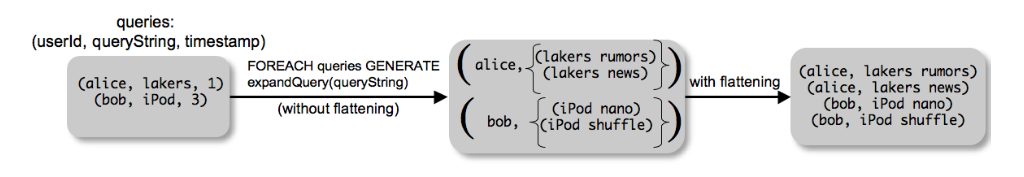 queries:
(userId, queryString, timestamp)
(alice, lakers, 1)
(bob, iPod, 3)
FOREACH queries GENERATE
expandQuery(queryString)
(without flattening)
( alice, { (lakers rumors) } )
(lakers news)
( bob, { (iPod nano) } )
(iPod shuffle)
with flattening
(alice, lakers rumors)
(alice, lakers news)
(bob, iPod nano)
(bob, iPod shuffle)